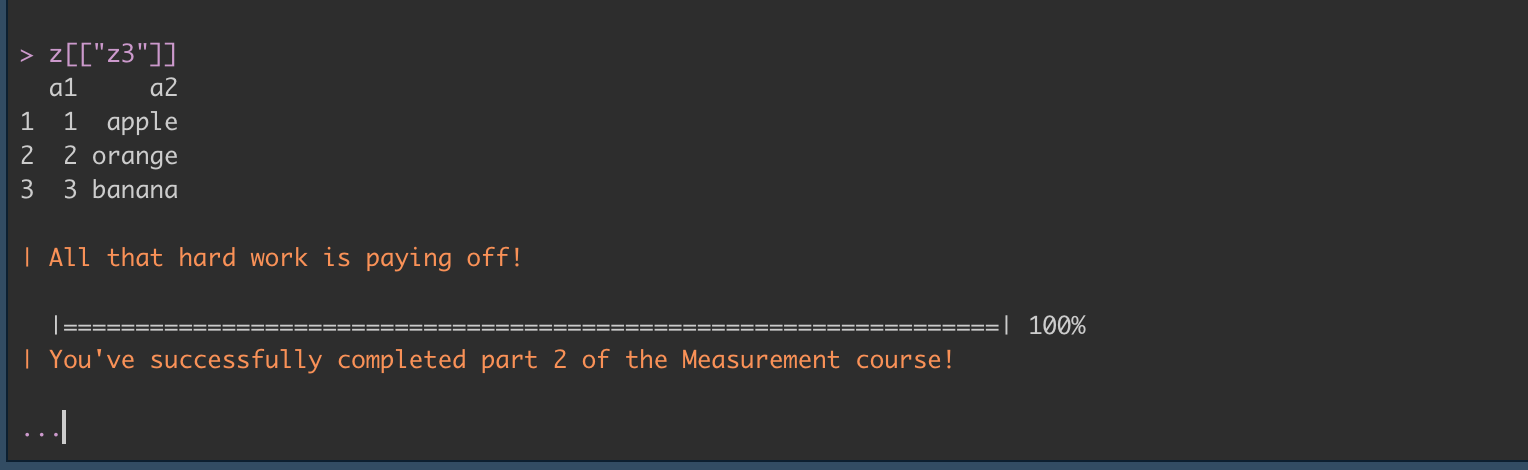 > z[["z3"]]
  a1     a2
1  1  apple
2  2 orange
3  3 banana
| All that hard work is paying off!
  |=================================================================| 100%
| You've successfully completed part 2 of the Measurement course!
...